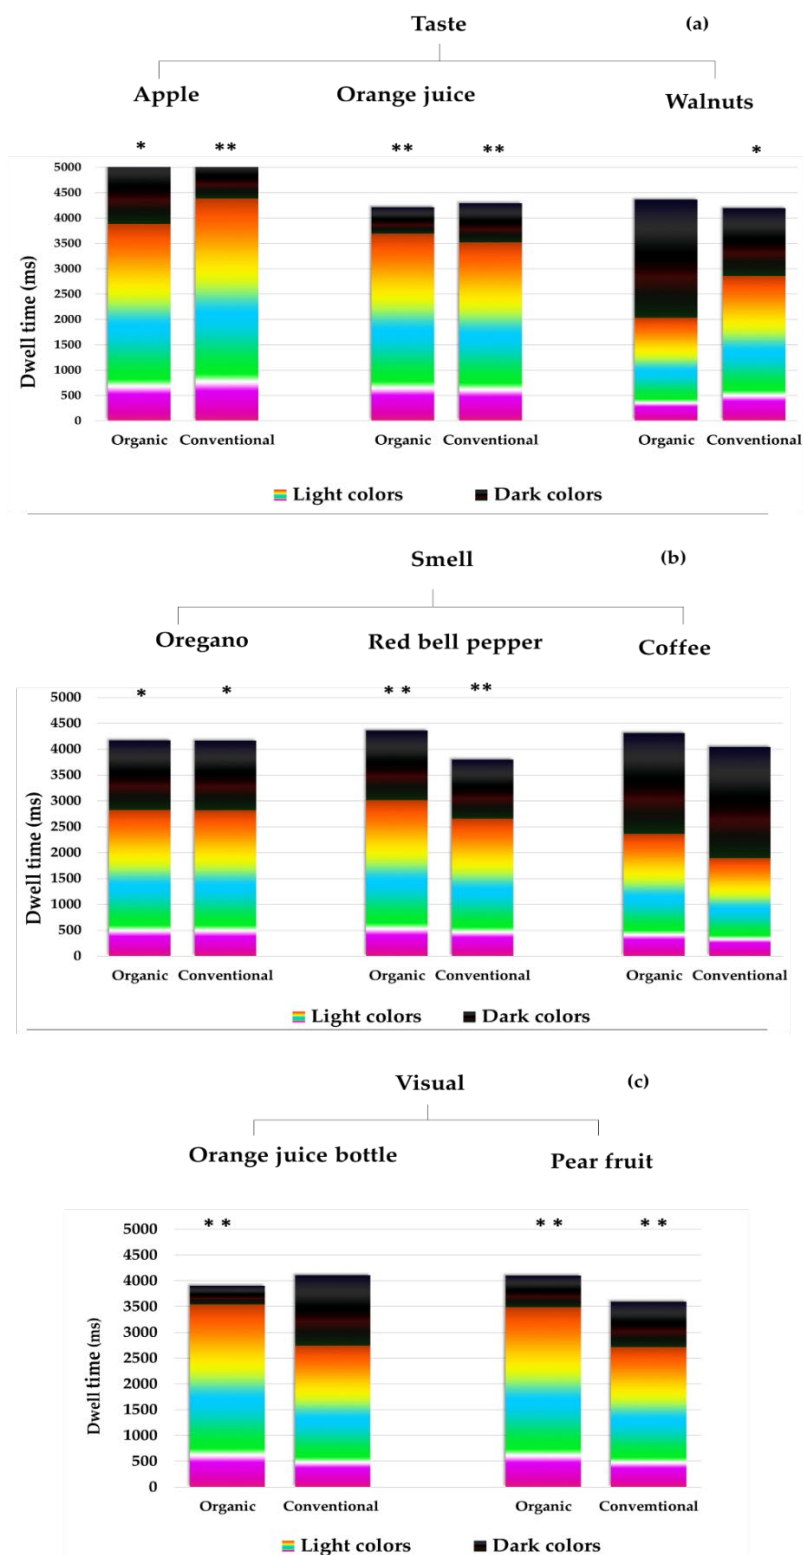 Taste (a)
Apple Orange juice Walnuts
* ** ** ** *
5000
4500
4000
3500
3000
2500
2000
1500
1000
500
0
Dwell time (ms)
Organic Conventional Organic Conventional Organic Conventional
Light colors Dark colors
Smell (b)
Oregano Red bell pepper Coffee
* * * * **
5000
4500
4000
3500
3000
2500
2000
1500
1000
500
0
Dwell time (ms)
Organic Conventional Organic Conventional Organic Conventional
Light colors Dark colors
Visual (c)
Orange juice bottle Pear fruit
* * * * * *
5000
4500
4000
3500
3000
2500
2000
1500
1000
500
0
Dwell time (ms)
Organic Conventional Organic Convemtional
Light colors Dark colors